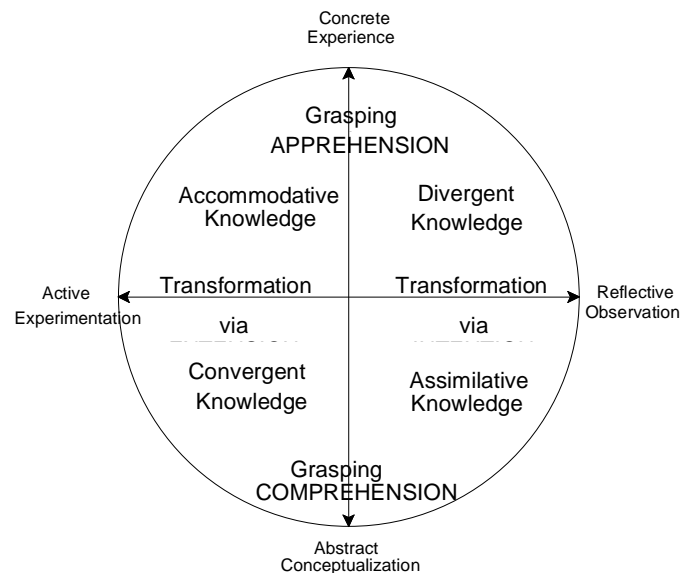 Concrete
Experience
Grasping
APPREHENSION
Accommodative
Knowledge
Divergent
Knowledge
Transformation
Transformation
Active
Experimentation
Reflective
Observation
via
via
Convergent
Knowledge
Assimilative
Knowledge
Grasping
COMPREHENSION
Abstract
Conceptualization